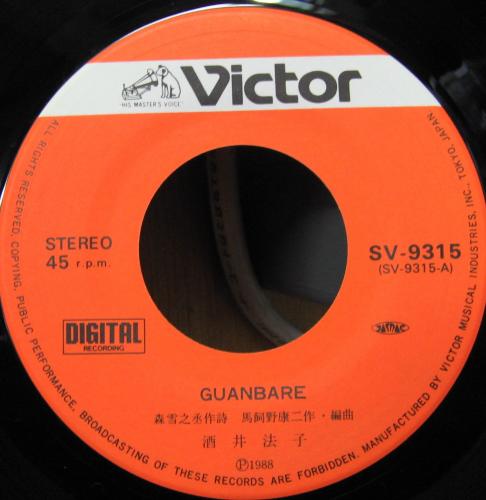 Victor
"HIS MASTER'S VOICE"
STEREO
45 r.p.m.
SV-9315
(SV-9315-A)
DIGITAL
RECORDING
JASRAC
GUANBARE
森雪之丞作詩 馬飼野康二作・編曲
酒井法子
Ⓟ1988
ALL RIGHTS RESERVED. COPYING, PUBLIC PERFORMANCE, BROADCASTING OF THESE RECORDS ARE FORBIDDEN. MANUFACTURED BY VICTOR MUSICAL INDUSTRIES, INC. TOKYO, JAPAN